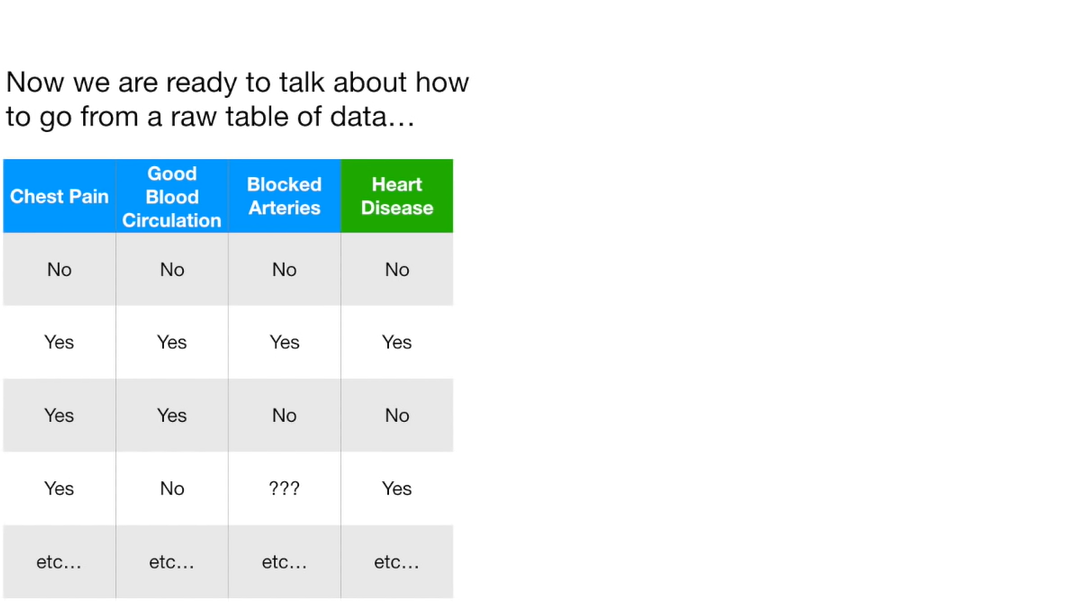 Now we are ready to talk about how
to go from a raw table of data…
Chest Pain
Good
Blood
Circulation
Blocked
Arteries
Heart
Disease
No No No No
Yes Yes Yes Yes
Yes Yes No No
Yes No ??? Yes
etc… etc… etc… etc…